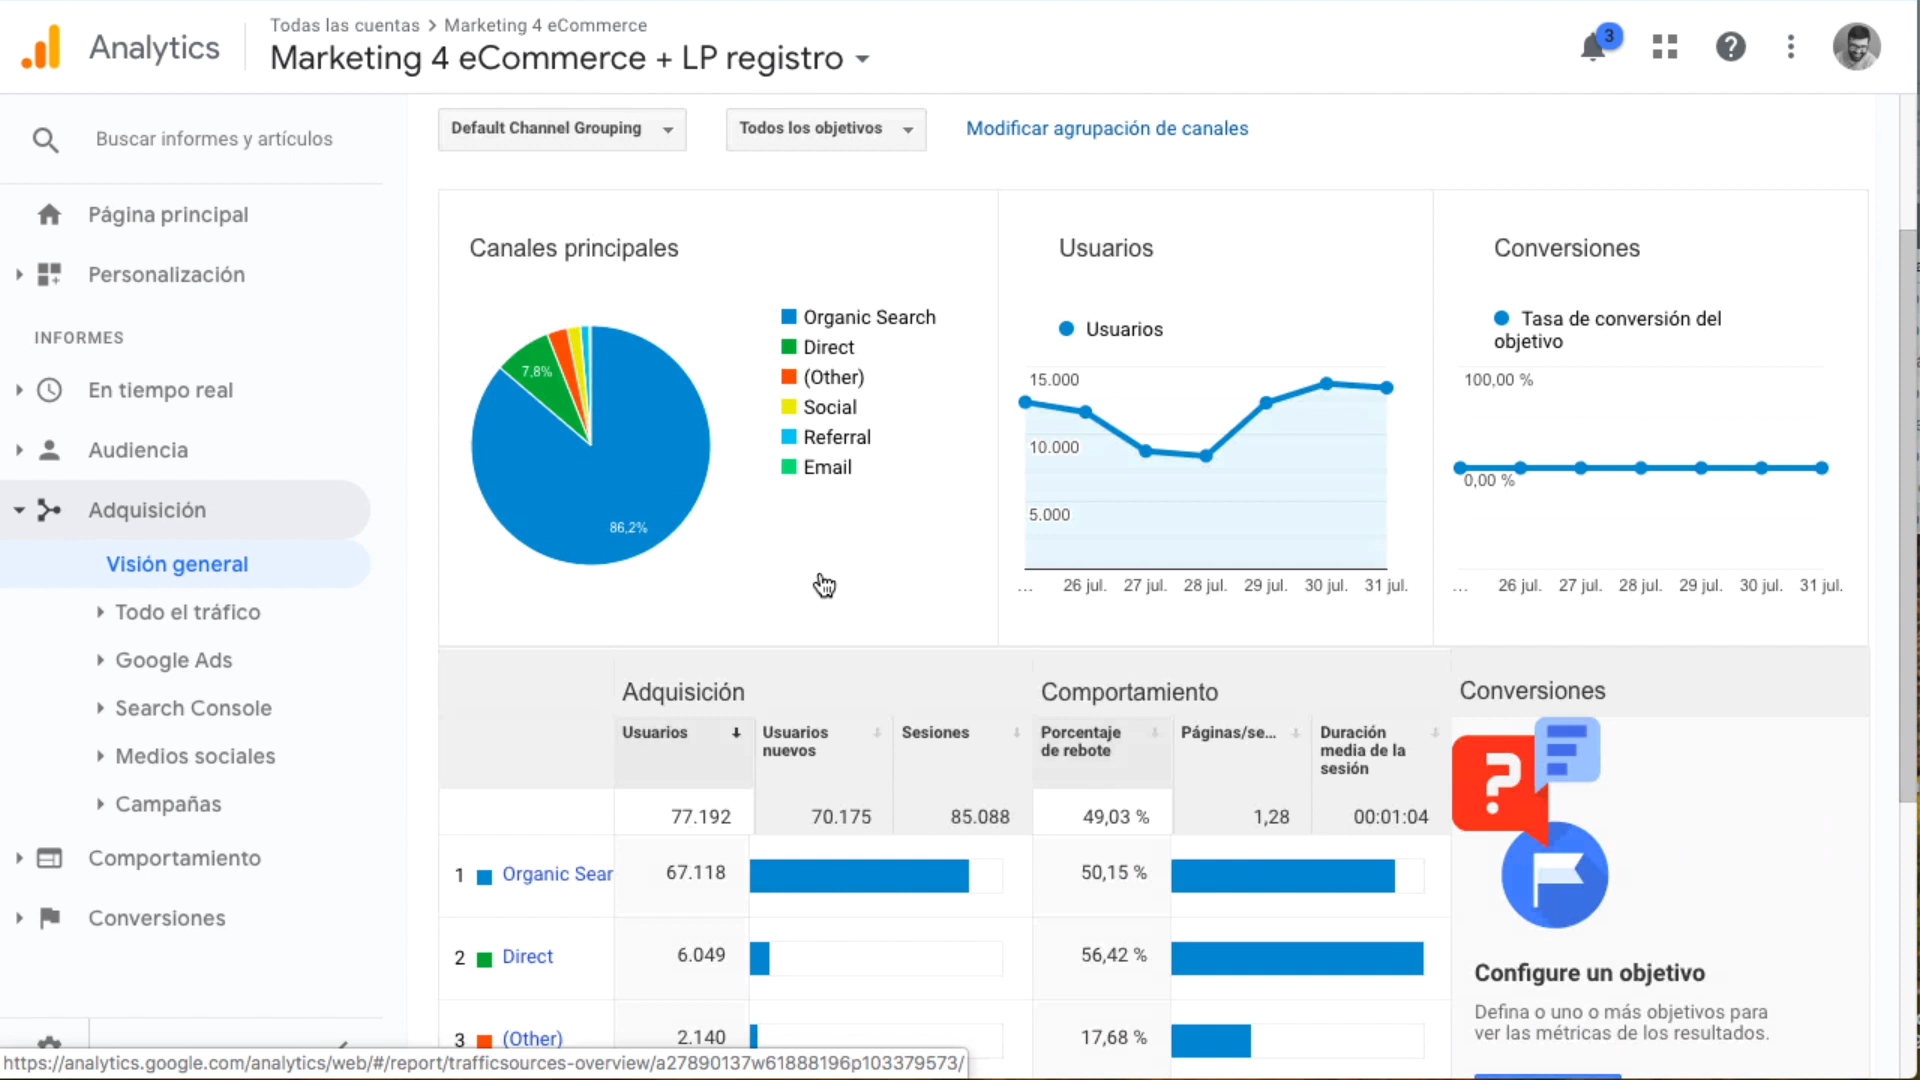 Analytics
Todas las cuentas > Marketing 4 eCommerce
Marketing 4 eCommerce + LP registro
3
Buscar informes y artículos
Página principal
Personalización
INFORMES
En tiempo real
Audiencia
Adquisición
Visión general
Todo el tráfico
Google Ads
Search Console
Medios sociales
Campañas
Comportamiento
Conversiones
Default Channel Grouping
Todos los objetivos
Modificar agrupación de canales
Canales principales
7,8%
86,2%
Organic Search
Direct
(Other)
Social
Referral
Email
Usuarios
Usuarios
15.000
10.000
5.000
... 26 jul. 27 jul. 28 jul. 29 jul. 30 jul. 31 jul.
Conversiones
Tasa de conversión del
objetivo
100,00 %
0,00 %
... 26 jul. 27 jul. 28 jul. 29 jul. 30 jul. 31 jul.
Adquisición Comportamiento Conversiones
Usuarios
Usuarios
nuevos
Sesiones
Porcentaje
de rebote
Páginas/se...
Duración
media de la
sesión
77.192 70.175 85.088 49,03 % 1,28 00:01:04
1 Organic Sear 67.118 50,15 %
2 Direct 6.049 56,42 %
3 (Other) 2.140 17,68 %
?
Configure un objetivo
Defina o uno o más objetivos para
ver las métricas de los resultados.
https://analytics.google.com/analytics/web/#/report/trafficsources-overview/a27890137w61888196p103379573/